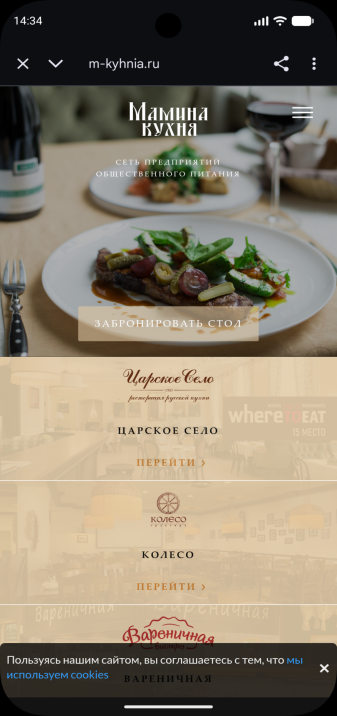 14:34
m-kyhnia.ru
Мамина
кухня
СЕТЬ ПРЕДПРИЯТИЙ
ОБЩЕСТВЕННОГО ПИТАНИЯ
ЗАБРОНИРОВАТЬ СТОЛ
Царское Село
ресторация русской кухни
where to EAT
15 МЕСТО
ЦАРСКОЕ СЕЛО
ПЕРЕЙТИ
КОЛЕСО
КОЛЕСО
ПЕРЕЙТИ
Вареничная
Вареничная
Вареничная
Пользуясь нашим сайтом, вы соглашаетесь с тем, что мы
используем cookies
ВАРЕНИЧНАЯ